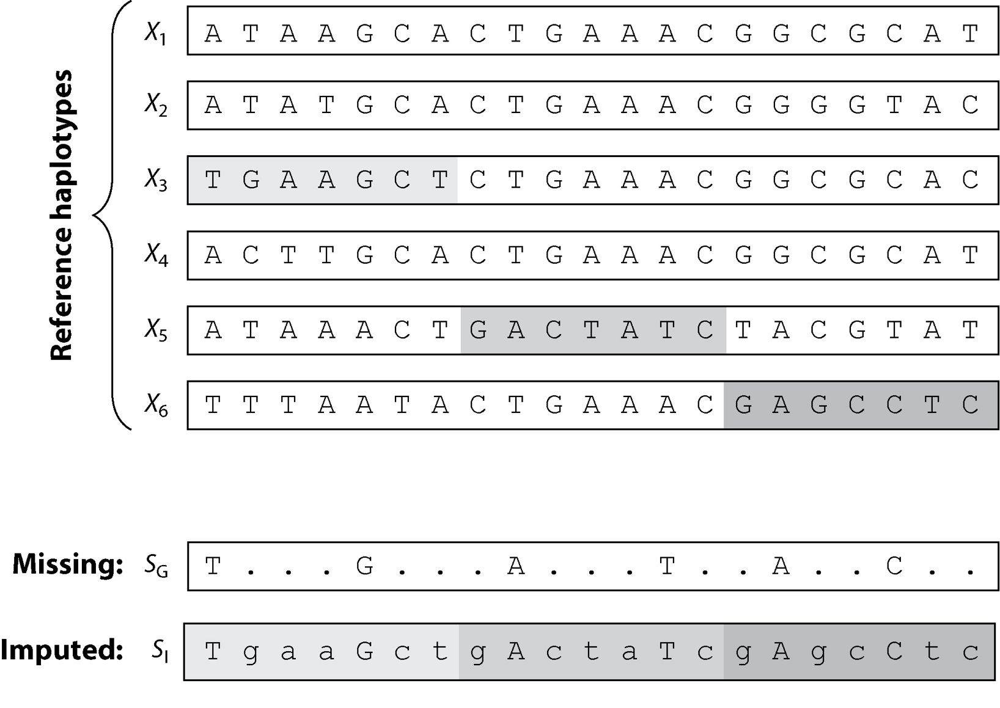 Reference haplotypes
X1 A T A A G C A C T G A A A C G G C G C A T
X2 A T A T G C A C T G A A A C G G G G T A C
X3 T G A A G C T C T G A A A C G G C G C A C
X4 A C T T G C A C T G A A A C G G C G C A T
X5 A T A A A C T G A C T A T C T A C G T A T
X6 T T T A A T A C T G A A A C G A G C C T C
Missing: SG T . . . G . . . A . . . T . . A . . C . .
Imputed: SI T g a a G c t g A c t a T c g A g c C t c